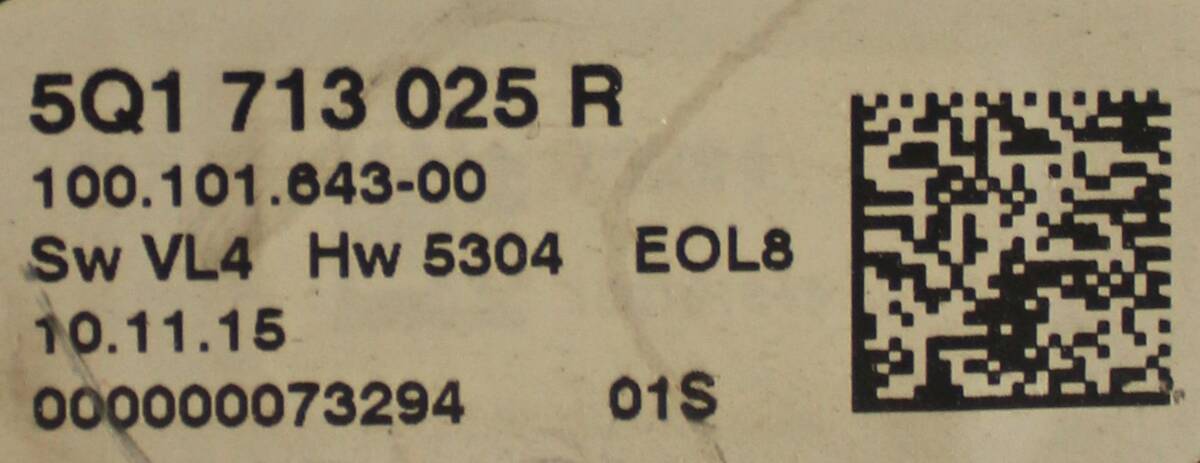 5Q1 713 025 R
100.101.643-00
Sw VL4 Hw 5304 EOL8
10.11.15
000000073294 01S